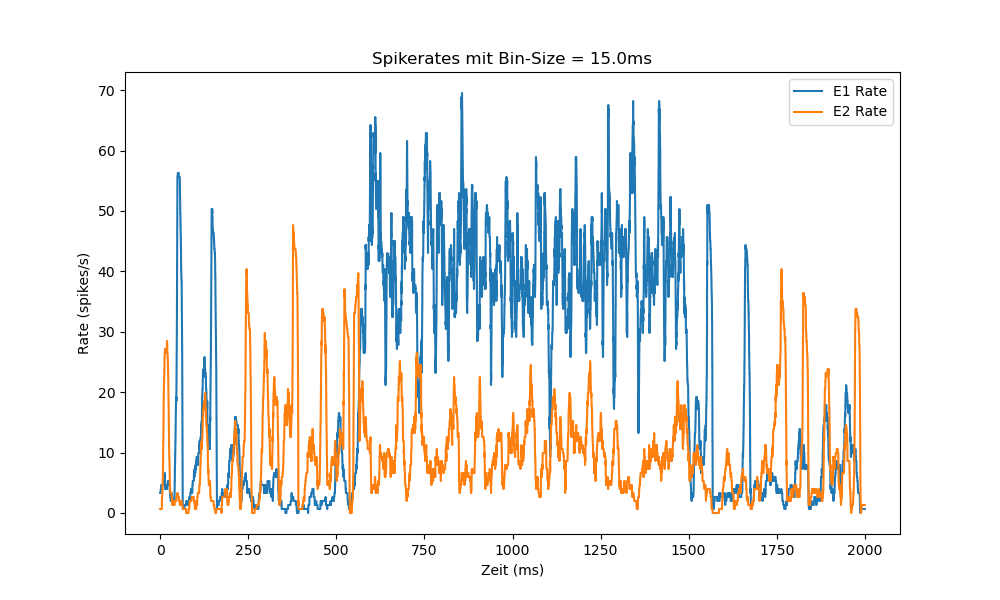 Spikerates mit Bin-Size = 15.0ms
E1 Rate
E2 Rate
70
60
50
40
30
20
10
0
Rate (spikes/s)
0 250 500 750 1000 1250 1500 1750 2000
Zeit (ms)